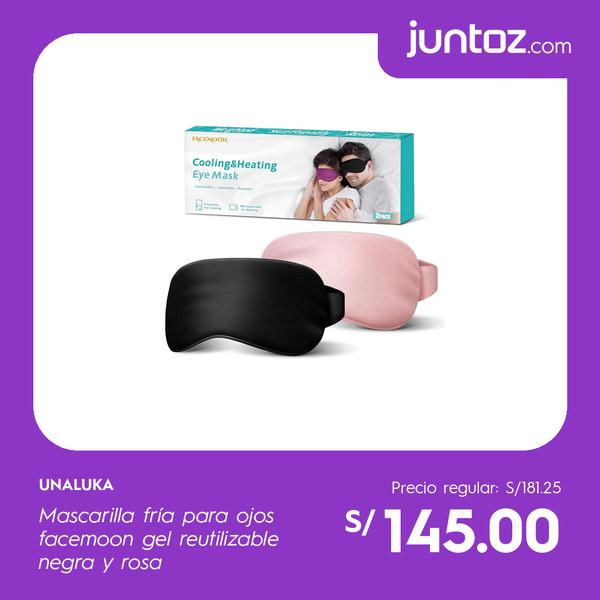 juntoz.com
FACEMOON
Cooling&Heating
Eye Mask
2PACK
UNALUKA
Mascarilla fría para ojos
facemoon gel reutilizable
negra y rosa
Precio regular: S/181.25
S/145.00